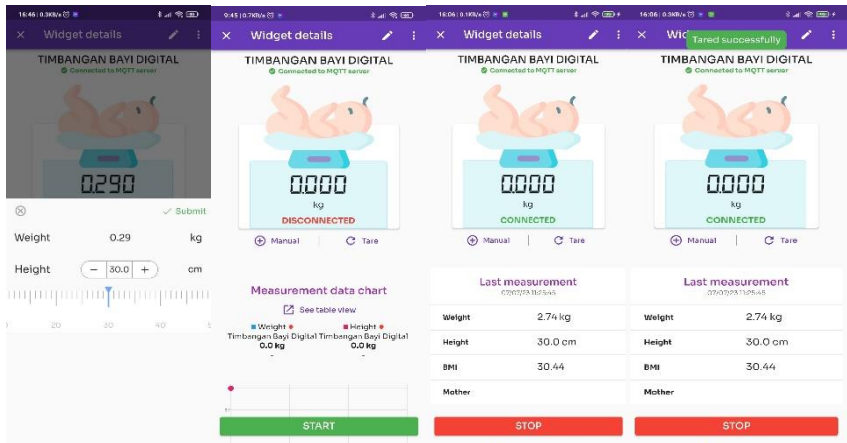 16:46 | 0.3KB/s
Widget details
TIMBANGAN BAYI DIGITAL
Connected to MQTT server
0.290
Submit
Weight 0.29 kg
Height − 30.0 + cm
20 30 40
9:45 | 0.7KB/s
Widget details
TIMBANGAN BAYI DIGITAL
Connected to MQTT server
0.000
kg
DISCONNECTED
Manual Tare
Measurement data chart
See table view
Weight Height
Timbangan Bayi Digital Timbangan Bayi Digital
0.0 kg 0.0 kg
- -
START
16:06 | 0.1KB/s
Widget details
TIMBANGAN BAYI DIGITAL
Connected to MQTT server
0.000
kg
CONNECTED
Manual Tare
Last measurement
Weight 2.74 kg
Height 30.0 cm
BMI 30.44
Mother
STOP
16:06 | 0.3KB/s
Tared successfully
TIMBANGAN BAYI DIGITAL
Connected to MQTT server
0.000
kg
CONNECTED
Manual Tare
Last measurement
Weight 2.74 kg
Height 30.0 cm
BMI 30.44
Mother
STOP